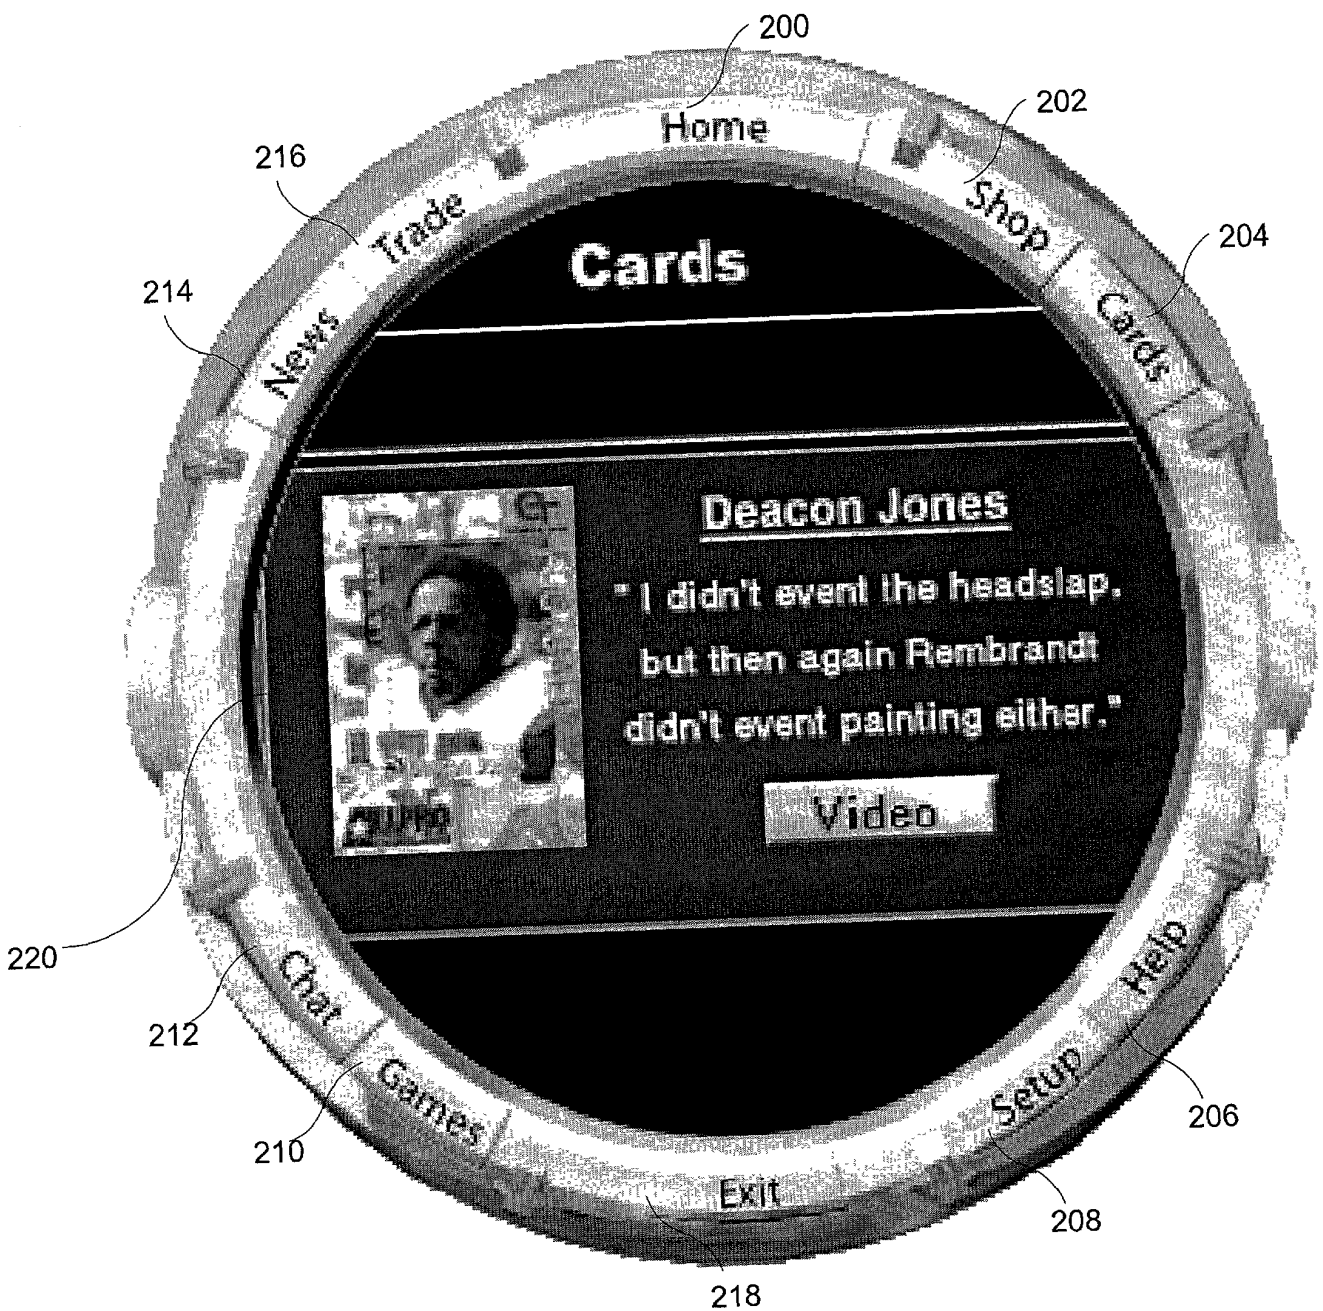 200
Home
202
Shop
216
Trade
204
Cards
Cards
214
News
Deacon Jones
" I didn't event the headslap,
but then again Rembrandt
didn't event painting either."
Video
220
Chat
212
Help
206
Games
210
Setup
208
Exit
218